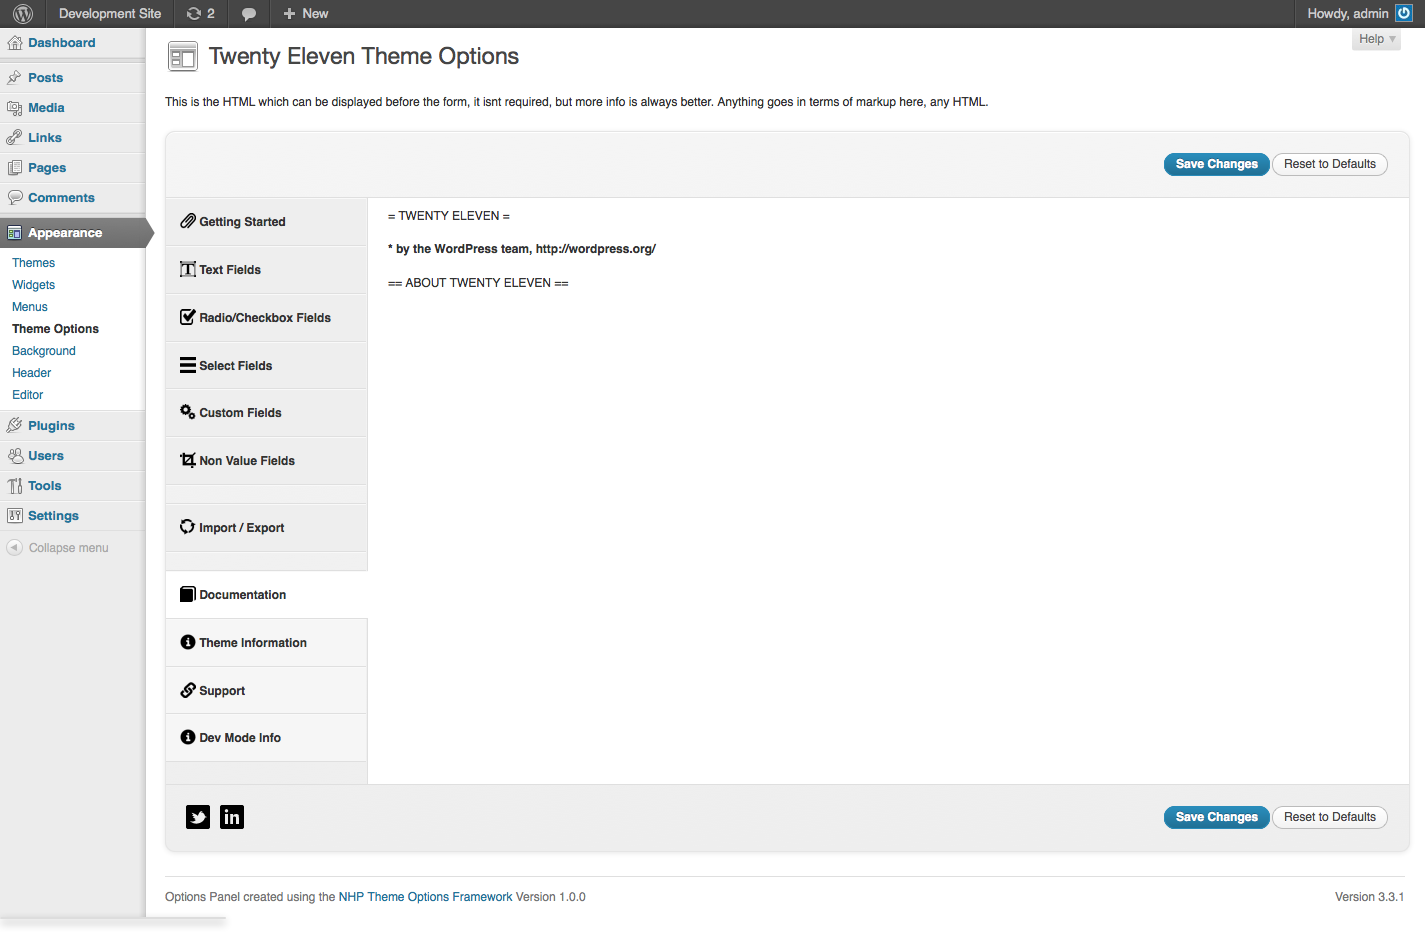 Development Site
2
New
Howdy, admin
Dashboard
Posts
Media
Links
Pages
Comments
Appearance
Themes
Widgets
Menus
Theme Options
Background
Header
Editor
Plugins
Users
Tools
Settings
Collapse menu
Help
Twenty Eleven Theme Options
This is the HTML which can be displayed before the form, it isnt required, but more info is always better. Anything goes in terms of markup here, any HTML.
Save Changes
Reset to Defaults
Getting Started
Text Fields
Radio/Checkbox Fields
Select Fields
Custom Fields
Non Value Fields
Import / Export
Documentation
Theme Information
Support
Dev Mode Info
= TWENTY ELEVEN =
* by the WordPress team, http://wordpress.org/
== ABOUT TWENTY ELEVEN ==
in
Save Changes
Reset to Defaults
Options Panel created using the NHP Theme Options Framework Version 1.0.0
Version 3.3.1